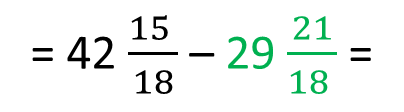 = 42 15/18 − 29 21/18 =